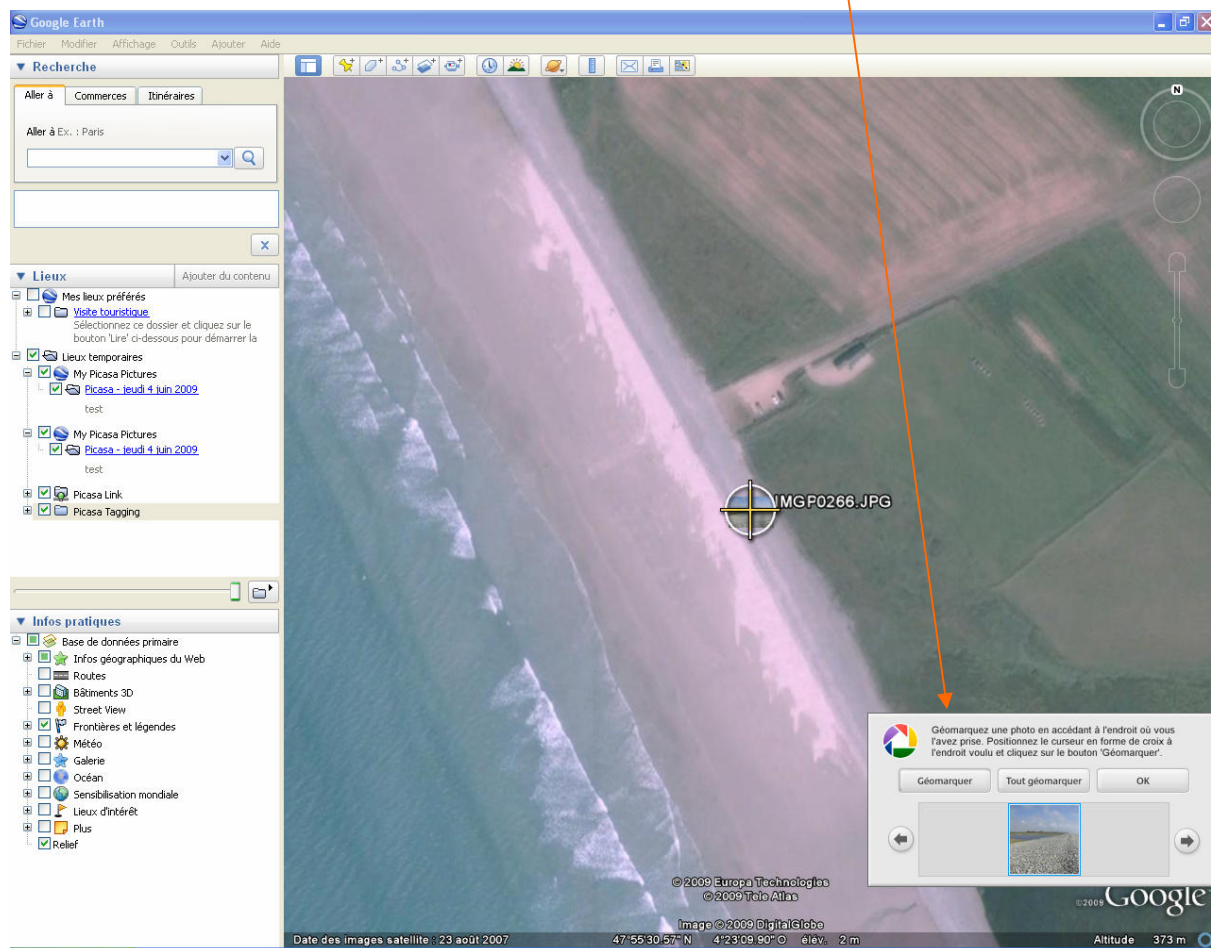 Google Earth
Fichier Modifier Affichage Outils Ajouter Aide
Recherche
Aller à Commerces Itinéraires
Aller à Ex. : Paris
Lieux Ajouter du contenu
Mes lieux préférés
Visite touristique
Sélectionnez ce dossier et cliquez sur le
bouton 'Lire' ci-dessous pour démarrer la
Lieux temporaires
My Picasa Pictures
Picasa - jeudi 4 juin 2009
test
My Picasa Pictures
Picasa - jeudi 4 juin 2009
test
Picasa Link
Picasa Tagging
Infos pratiques
Base de données primaire
Infos géographiques du Web
Routes
Bâtiments 3D
Street View
Frontières et légendes
Météo
Galerie
Océan
Sensibilisation mondiale
Lieux d'intérêt
Plus
Relief
N
IMGP0266.JPG
Géomarquez une photo en accédant à l'endroit où vous
l'avez prise. Positionnez le curseur en forme de croix à
l'endroit voulu et cliquez sur le bouton 'Géomarquer'.
Géomarquer Tout géomarquer OK
© 2009 Europa Technologies
© 2009 Tele Atlas
©2009 Google
Image © 2009 DigitalGlobe
Date des images satellite : 23 août 2007 47°55'30.57" N 4°23'09.90" O élév. 2 m Altitude 373 m